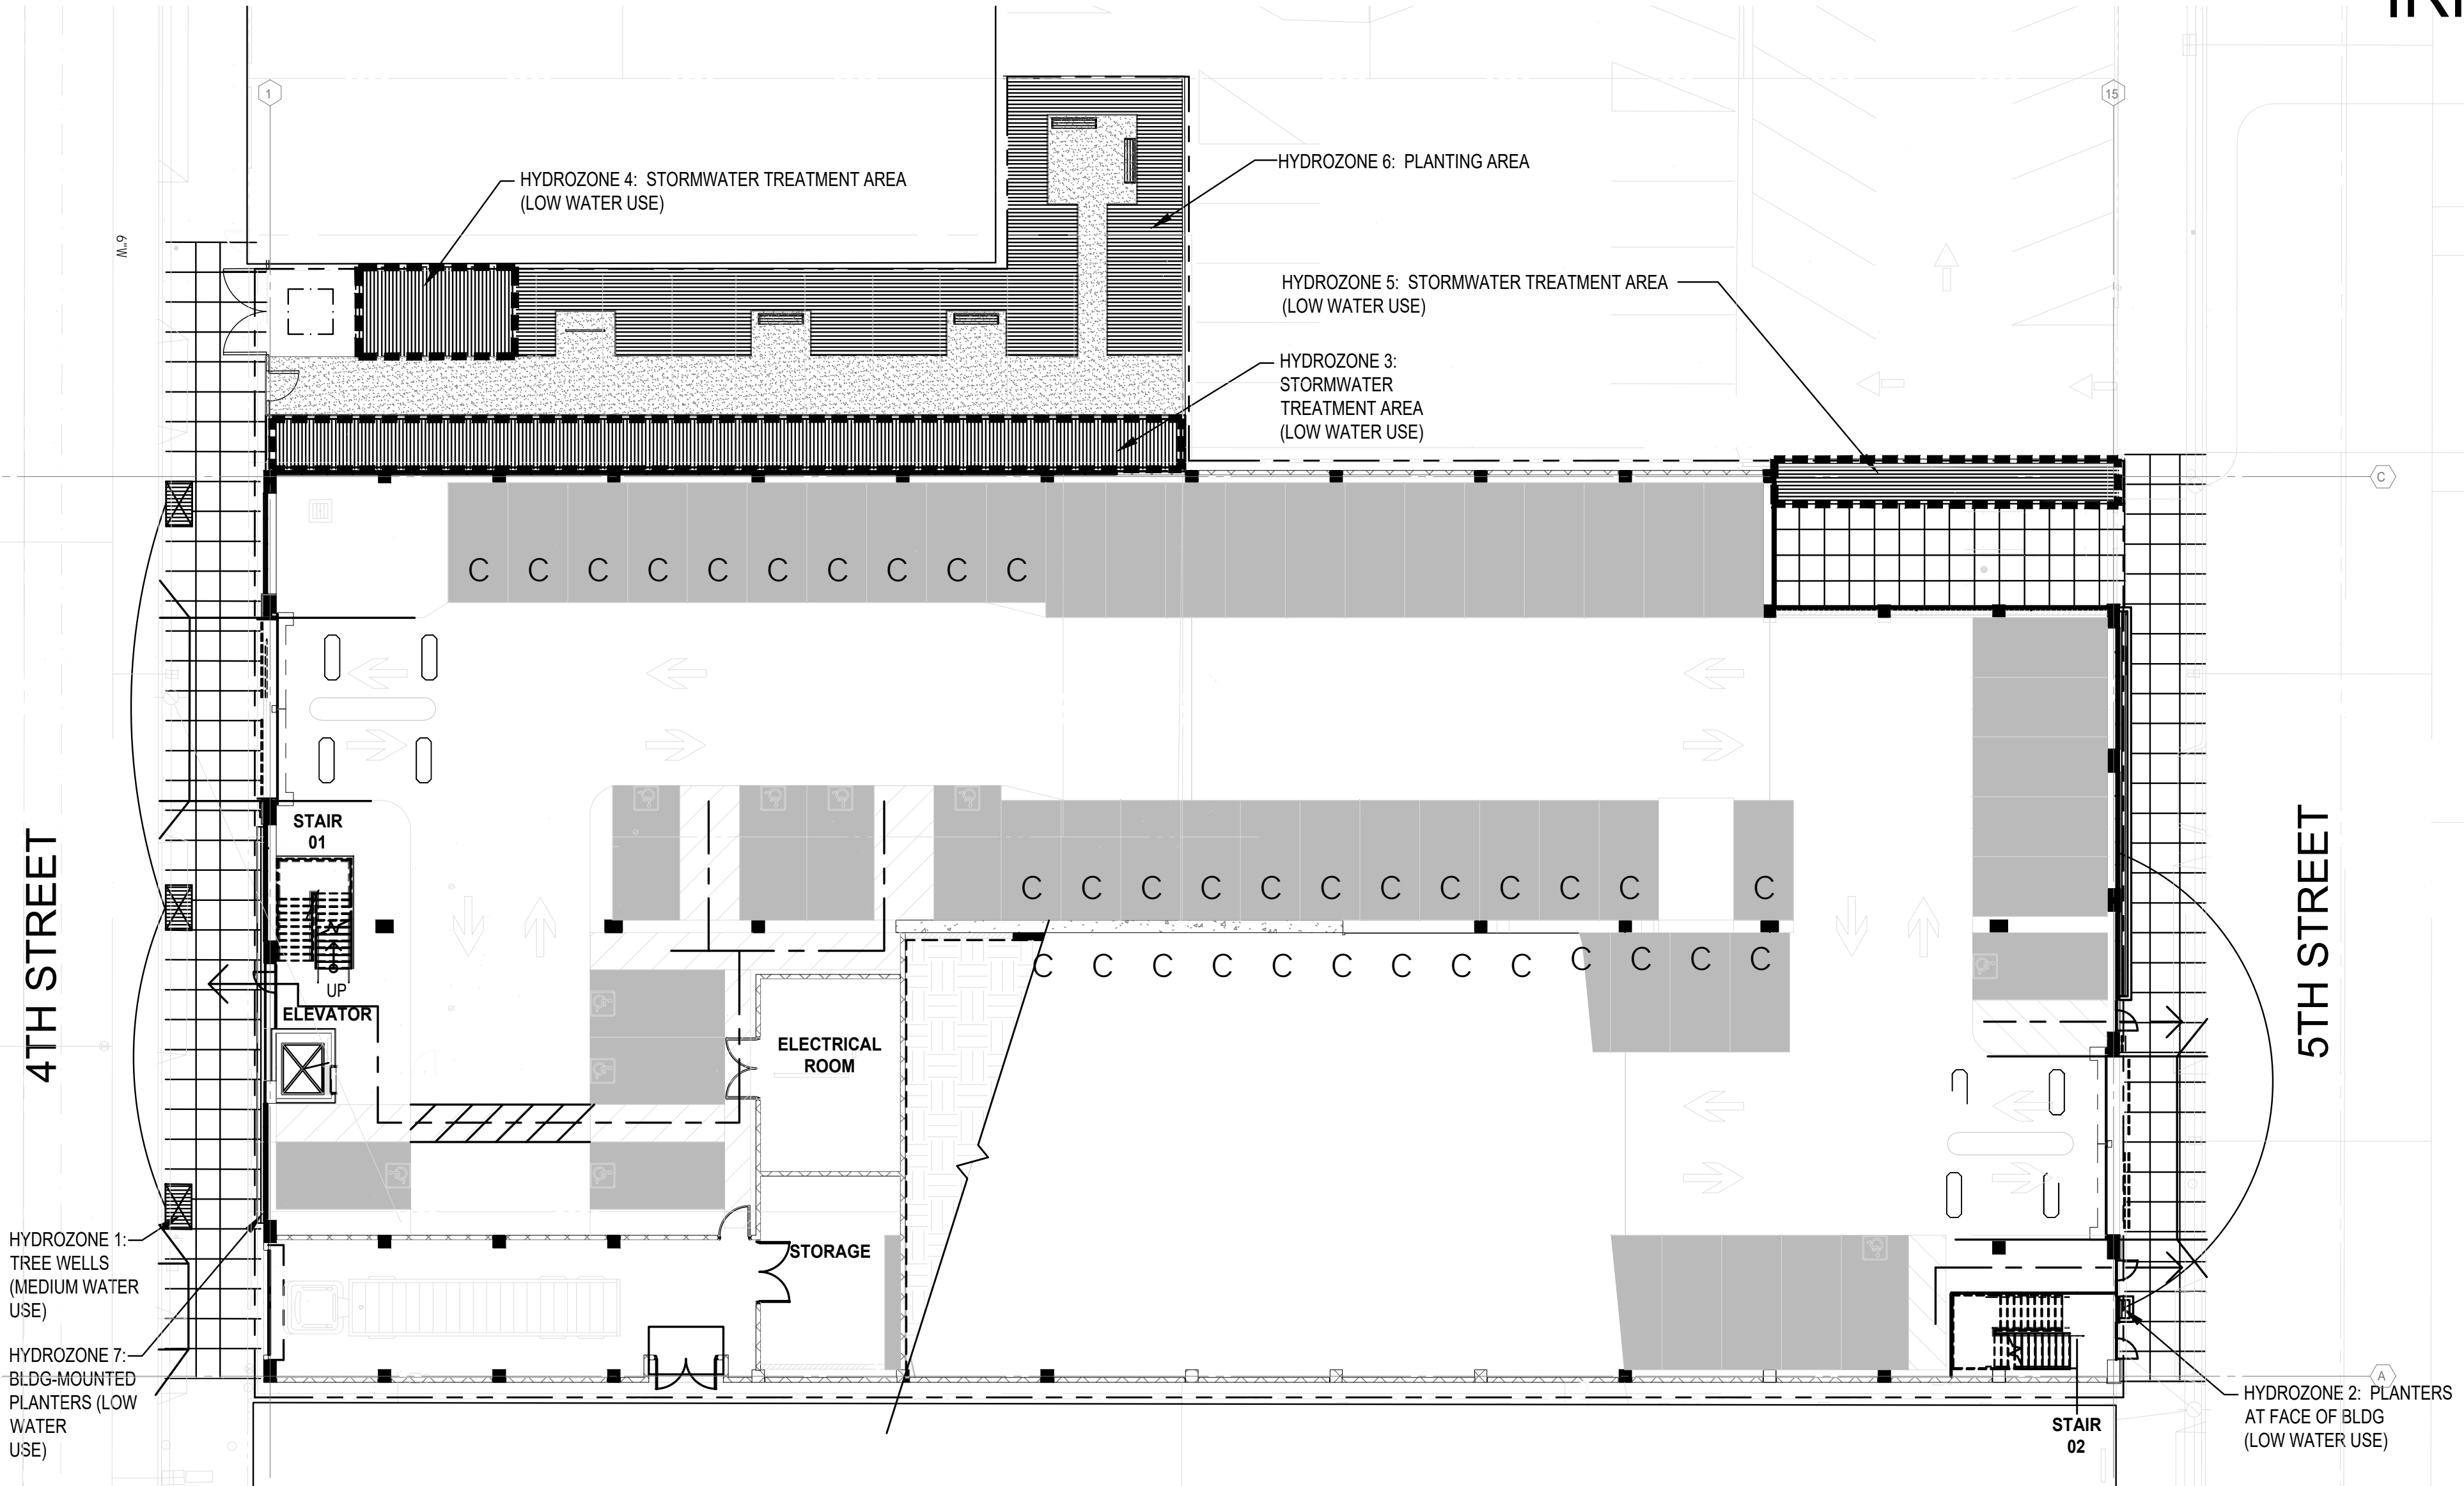 1
15
6"W
HYDROZONE 4: STORMWATER TREATMENT AREA
(LOW WATER USE)
HYDROZONE 6: PLANTING AREA
HYDROZONE 5: STORMWATER TREATMENT AREA
(LOW WATER USE)
HYDROZONE 3:
STORMWATER
TREATMENT AREA
(LOW WATER USE)
C
C C C C C C C C C C
STAIR
01
4TH STREET
5TH STREET
C C C C C C C C C C C C
C C C C C C C C C C C C C
UP
ELEVATOR
ELECTRICAL
ROOM
STORAGE
HYDROZONE 1:
TREE WELLS
(MEDIUM WATER
USE)
HYDROZONE 7:
BLDG-MOUNTED
PLANTERS (LOW
WATER
USE)
A
HYDROZONE 2: PLANTERS
AT FACE OF BLDG
(LOW WATER USE)
STAIR
02